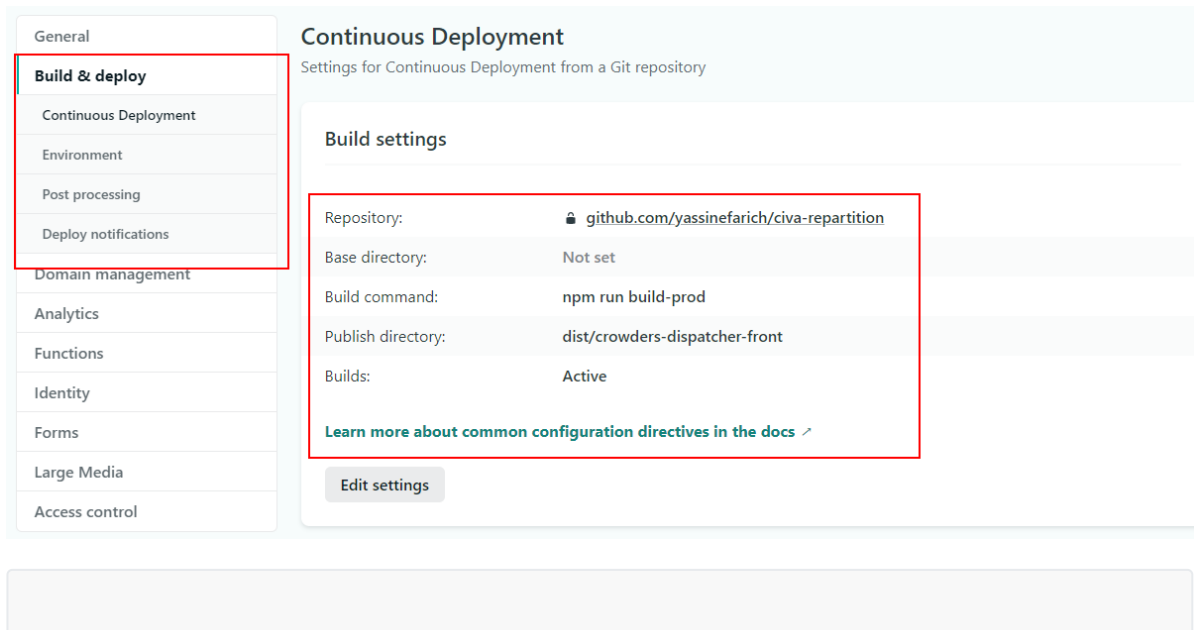 General
Build & deploy
Continuous Deployment
Environment
Post processing
Deploy notifications
Domain management
Analytics
Functions
Identity
Forms
Large Media
Access control
Continuous Deployment
Settings for Continuous Deployment from a Git repository
Build settings
Repository: github.com/yassinefarich/civa-repartition
Base directory: Not set
Build command: npm run build-prod
Publish directory: dist/crowders-dispatcher-front
Builds: Active
Learn more about common configuration directives in the docs ↗
Edit settings